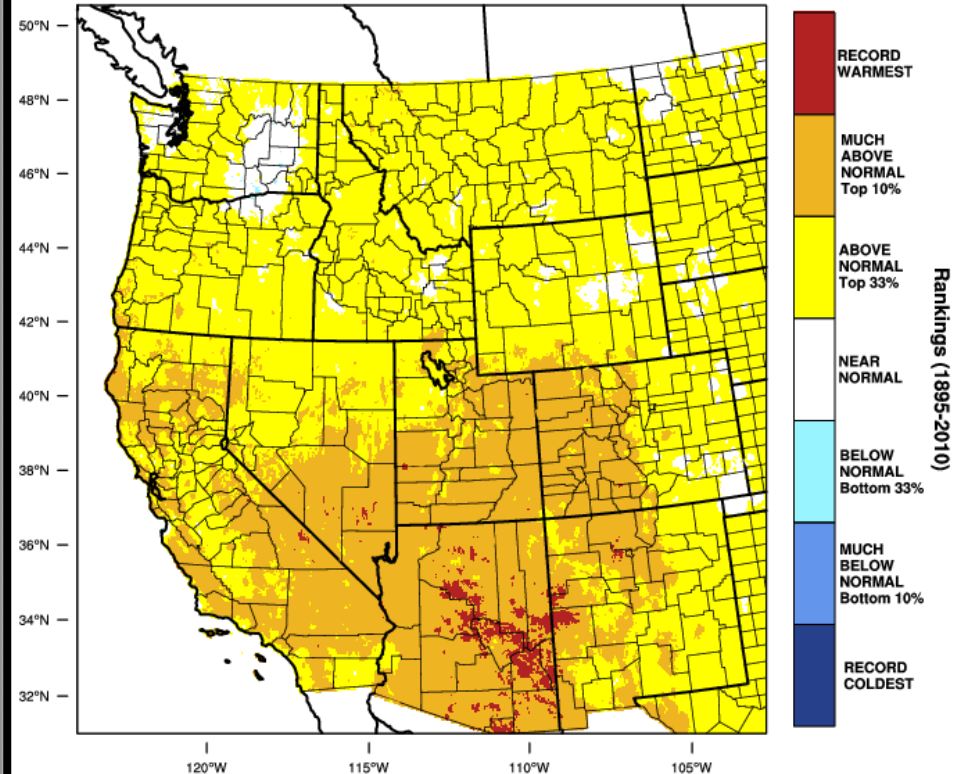 50°N
48°N
46°N
44°N
42°N
40°N
38°N
36°N
34°N
32°N
120°W
115°W
110°W
105°W
RECORD
WARMEST
MUCH
ABOVE
NORMAL
Top 10%
ABOVE
NORMAL
Top 33%
NEAR
NORMAL
BELOW
NORMAL
Bottom 33%
MUCH
BELOW
NORMAL
Bottom 10%
RECORD
COLDEST
Rankings (1895-2010)